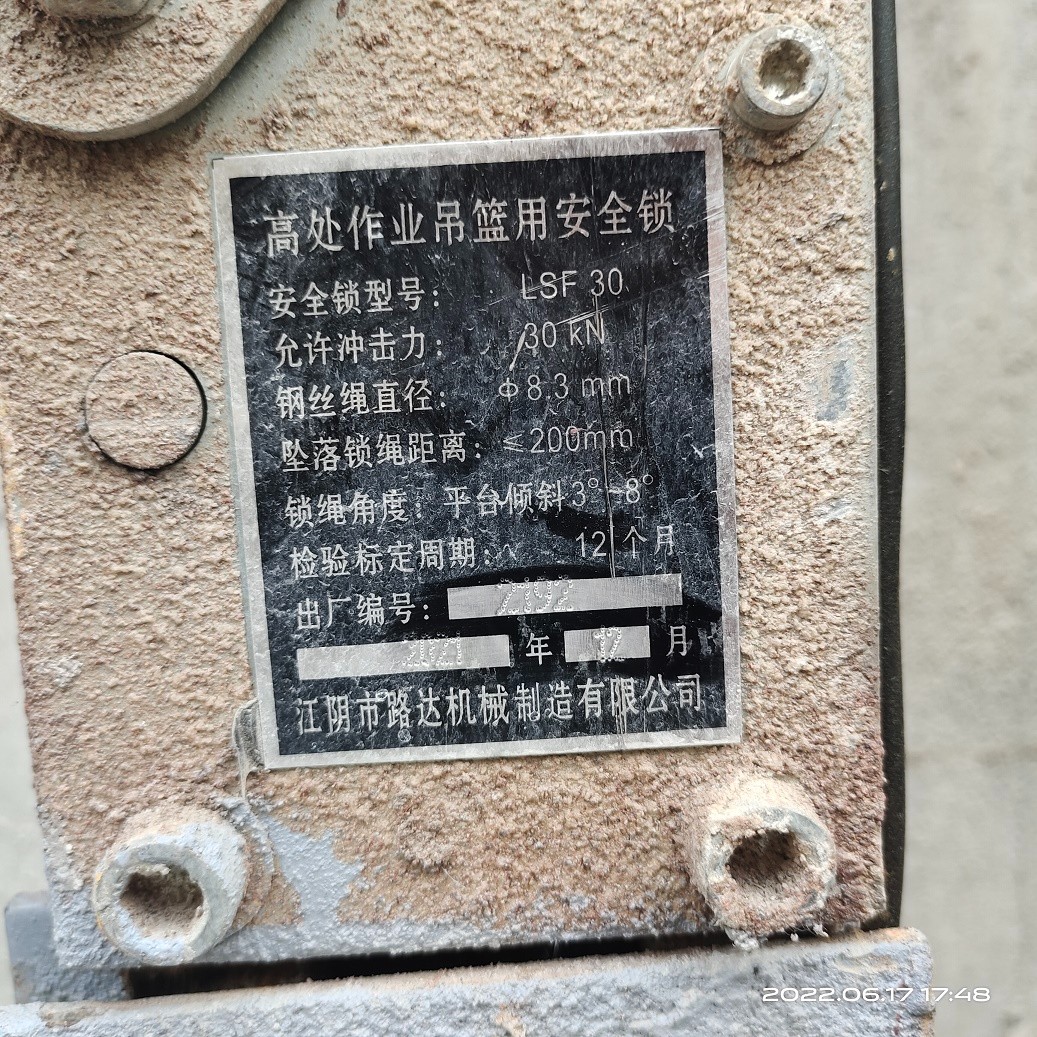 高处作业吊篮用安全锁
安全锁型号： LSF 30
允许冲击力： 30 kN
钢丝绳直径： Φ8.3 mm
坠落锁绳距离： ≤200mm
锁绳角度：平台倾斜3°~8°
检验标定周期： 12 个月
出厂编号： Z192
2021 年 12 月
江阴市路达机械制造有限公司
2022.06.17 17:48